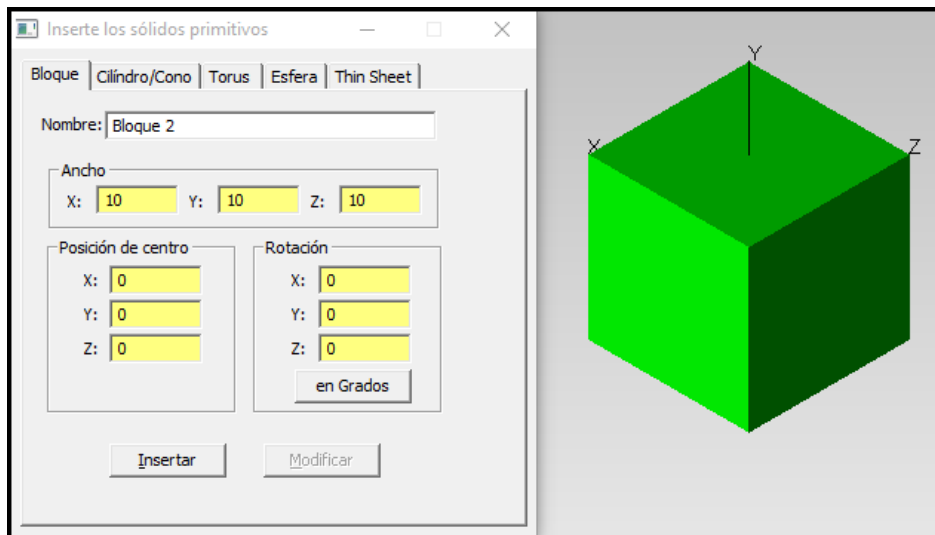 Inserte los sólidos primitivos
Bloque Cilíndro/Cono Torus Esfera Thin Sheet
Nombre: Bloque 2
Ancho
X: 10 Y: 10 Z: 10
Posición de centro
X: 0
Y: 0
Z: 0
Rotación
X: 0
Y: 0
Z: 0
en Grados
Insertar Modificar
Y
X
Z